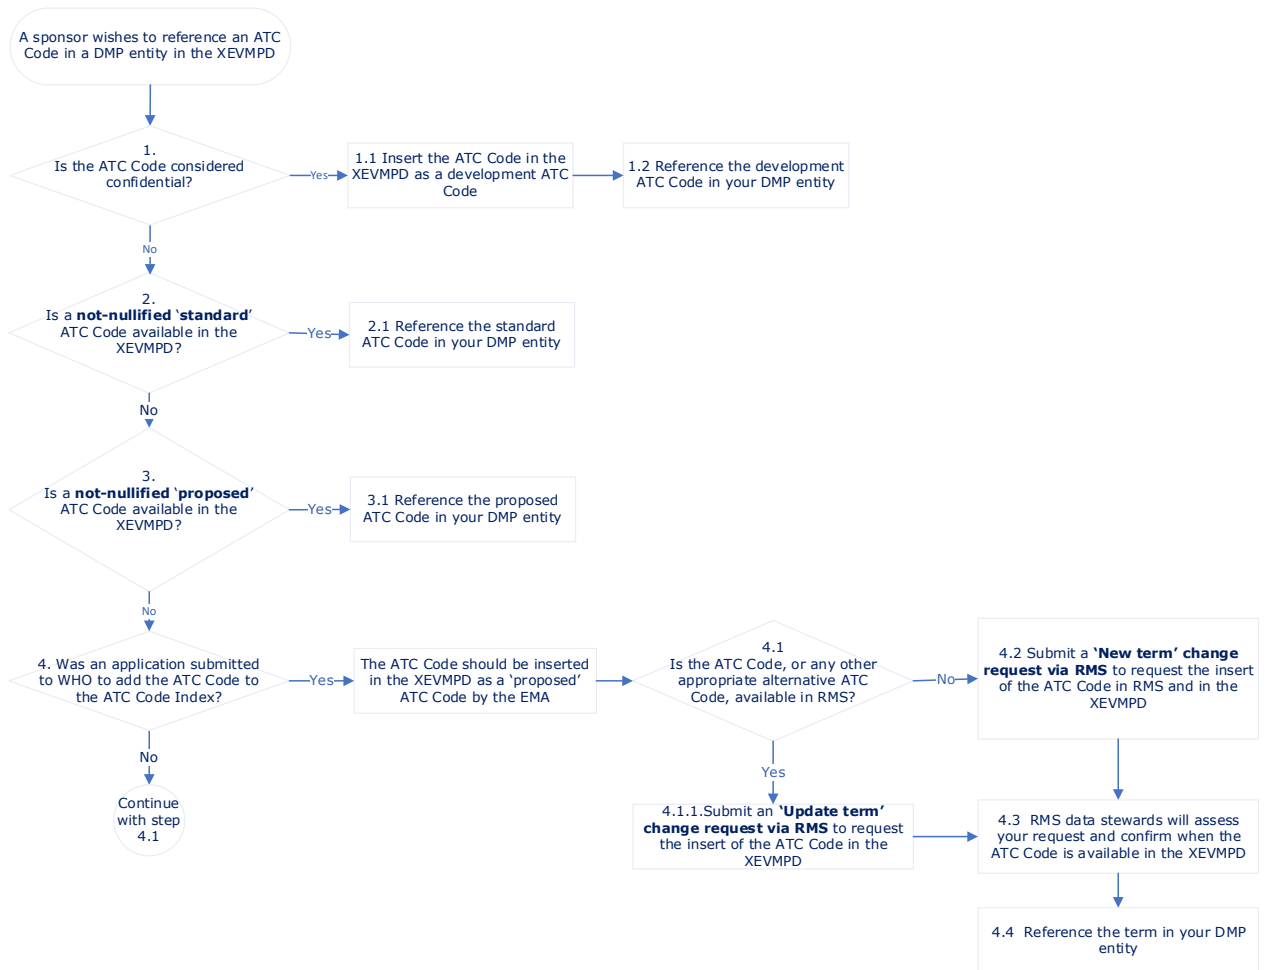 A sponsor wishes to reference an ATC
Code in a DMP entity in the XEVMPD
1.
Is the ATC Code considered
confidential?
Yes
1.1 Insert the ATC Code in the
XEVMPD as a development ATC
Code
1.2 Reference the development
ATC Code in your DMP entity
No
2.
Is a not-nullified ‘standard’
ATC Code available in the
XEVMPD?
Yes
2.1 Reference the standard
ATC Code in your DMP entity
No
3.
Is a not-nullified ‘proposed’
ATC Code available in the
XEVMPD?
Yes
3.1 Reference the proposed
ATC Code in your DMP entity
No
4. Was an application submitted
to WHO to add the ATC Code to
the ATC Code Index?
Yes
The ATC Code should be inserted
in the XEVMPD as a ‘proposed’
ATC Code by the EMA
4.1
Is the ATC Code, or any other
appropriate alternative ATC
Code, available in RMS?
No
4.2 Submit a ‘New term’ change
request via RMS to request the insert
of the ATC Code in RMS and in the
XEVMPD
No
Continue
with step
4.1
Yes
4.1.1.Submit an ‘Update term’
change request via RMS to request
the insert of the ATC Code in the
XEVMPD
4.3  RMS data stewards will assess
your request and confirm when the
ATC Code is available in the XEVMPD
4.4  Reference the term in your DMP
entity